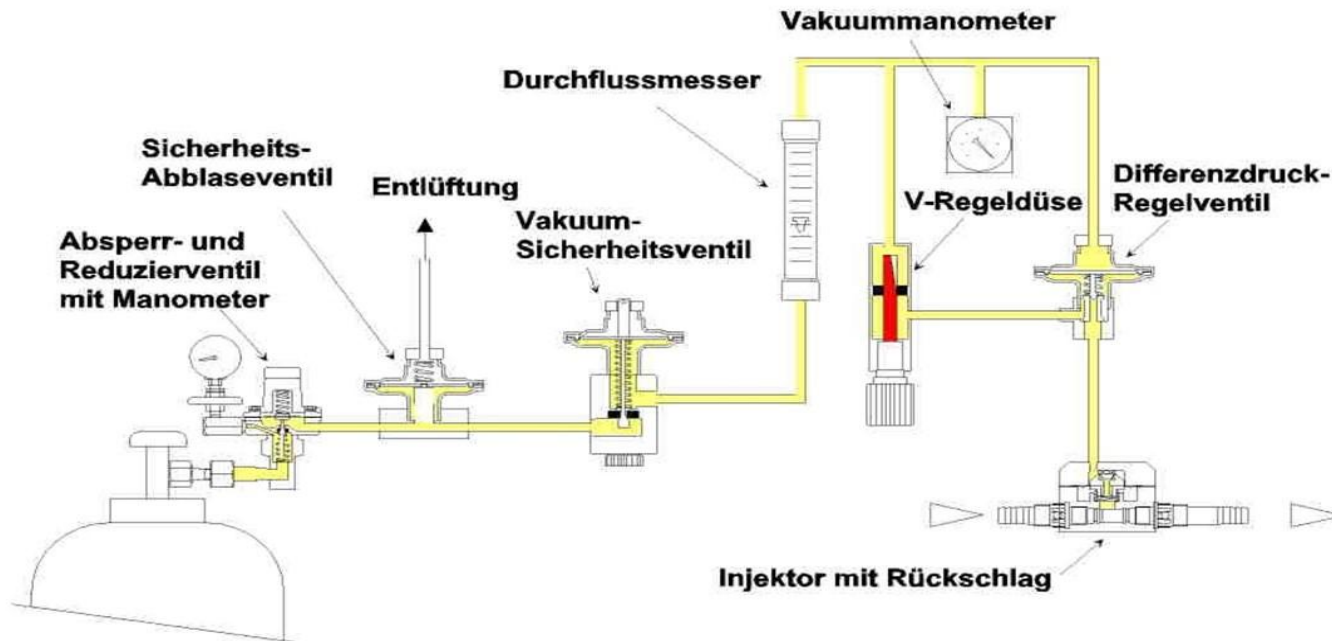 Vakuummanometer
Durchflussmesser
Sicherheits-
Abblaseventil
Entlüftung
Differenzdruck-
Regelventil
V-Regeldüse
Vakuum-
Sicherheitsventil
Absperr- und
Reduzierventil
mit Manometer
Injektor mit Rückschlag